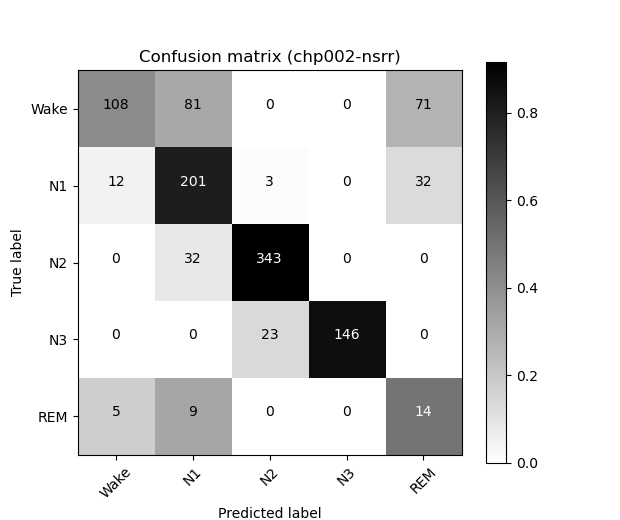 Confusion matrix (chp002-nsrr)
Wake 108 81 0 0 71
N1 12 201 3 0 32
N2 0 32 343 0 0
N3 0 0 23 146 0
REM 5 9 0 0 14
Wake N1 N2 N3 REM
Predicted label
True label
0.8
0.6
0.4
0.2
0.0